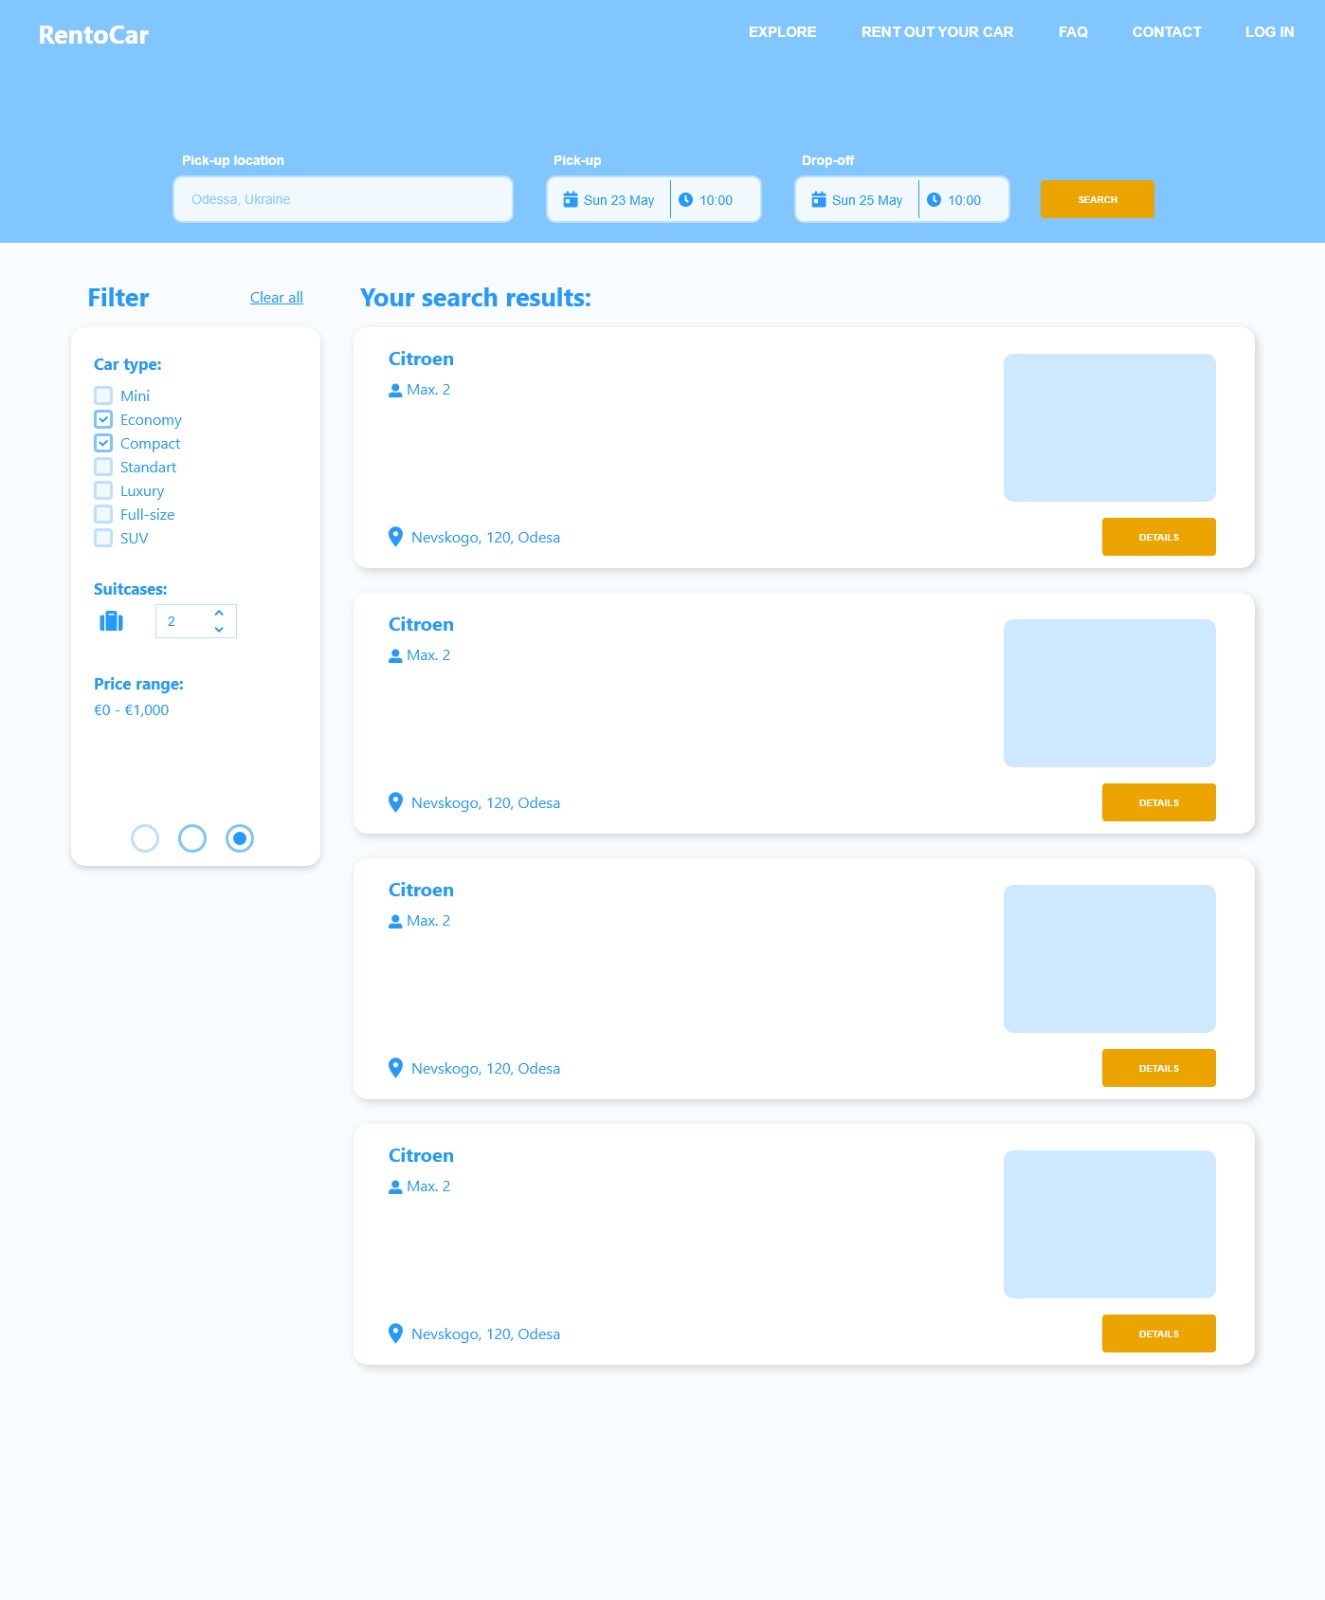 RentoCar
EXPLORE
RENT OUT YOUR CAR
FAQ
CONTACT
LOG IN
Pick-up location
Pick-up
Drop-off
Odessa, Ukraine
Sun 23 May
10:00
Sun 25 May
10:00
SEARCH
Filter
Clear all
Car type:
Mini
Economy
Compact
Standart
Luxury
Full-size
SUV
Suitcases:
2
Price range:
€0 - €1,000
Your search results:
Citroen
Max. 2
Nevskogo, 120, Odesa
DETAILS
Citroen
Max. 2
Nevskogo, 120, Odesa
DETAILS
Citroen
Max. 2
Nevskogo, 120, Odesa
DETAILS
Citroen
Max. 2
Nevskogo, 120, Odesa
DETAILS